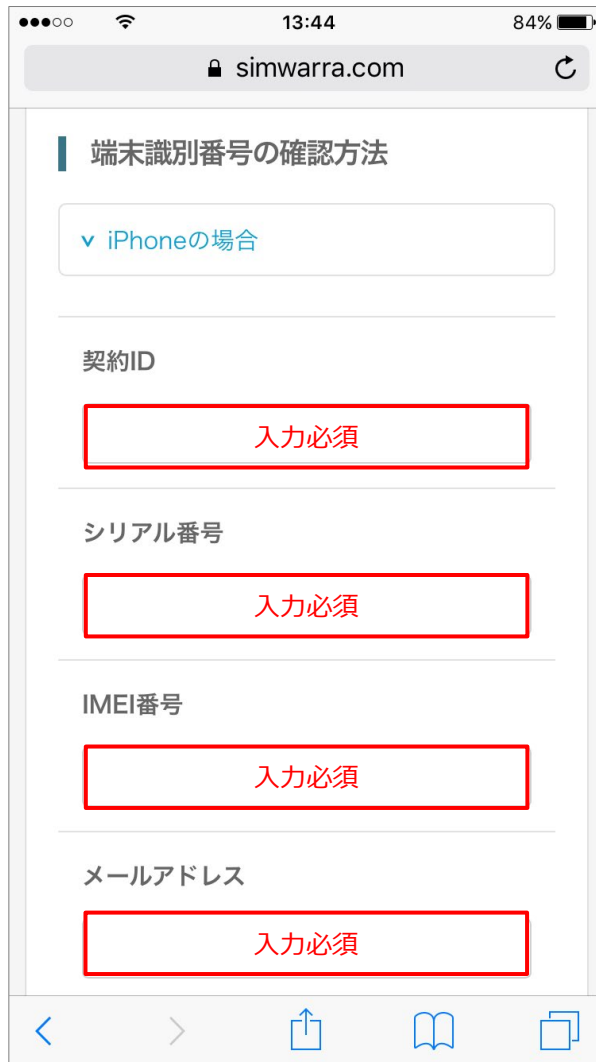 13:44
84%
simwarra.com
端末識別番号の確認方法
iPhoneの場合
契約ID
入力必須
シリアル番号
入力必須
IMEI番号
入力必須
メールアドレス
入力必須